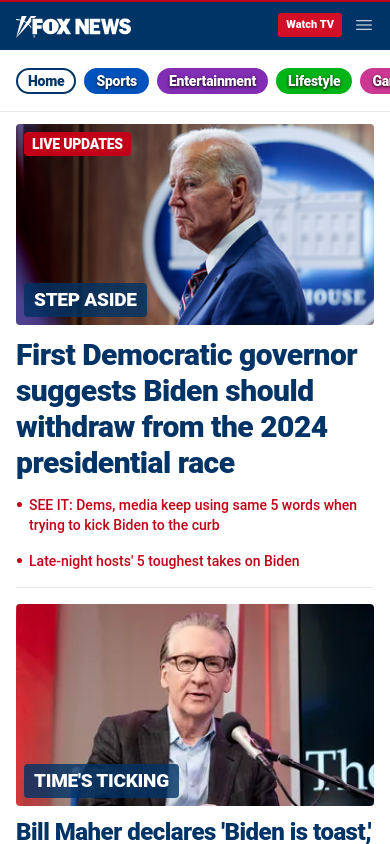 FOX NEWS
Watch TV
Home
Sports
Entertainment
Lifestyle
Ga
LIVE UPDATES
HOUSE
STEP ASIDE
First Democratic governor
suggests Biden should
withdraw from the 2024
presidential race
• SEE IT: Dems, media keep using same 5 words when
trying to kick Biden to the curb
• Late-night hosts' 5 toughest takes on Biden
The
TIME'S TICKING
Bill Maher declares 'Biden is toast,'